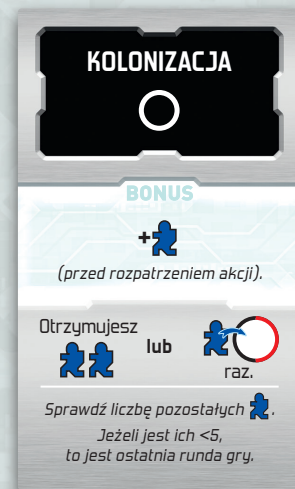 KOLONIZACJA
BONUS
+
(przed rozpatrzeniem akcji).
Otrzymujesz
lub
raz.
Sprawdź liczbę pozostałych .
Jeżeli jest ich <5,
to jest ostatnia runda gry.